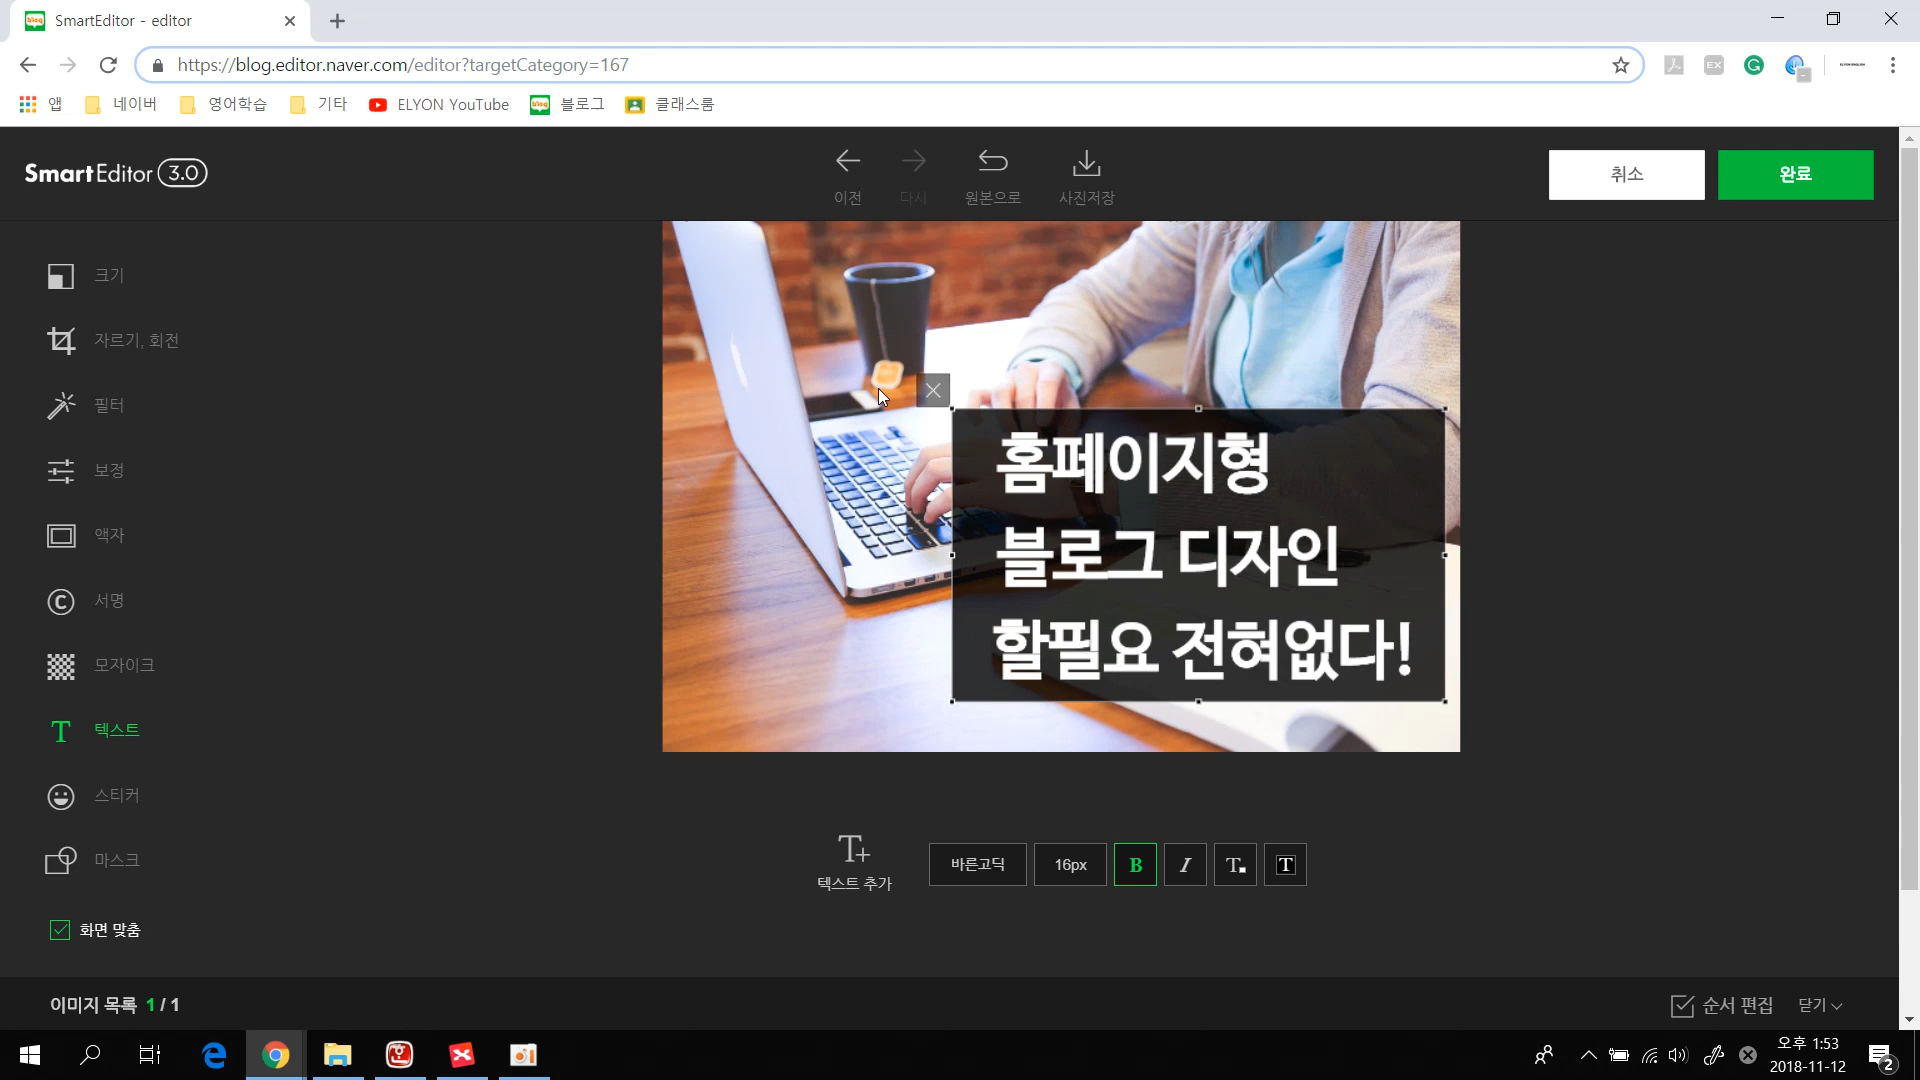 SmartEditor - editor
https://blog.editor.naver.com/editor?targetCategory=167
앱 네이버 영어학습 기타 ELYON YouTube 블로그 클래스룸
SmartEditor 3.0
이전 다시 원본으로 사진저장
취소 완료
크기
자르기, 회전
필터
보정
액자
서명
모자이크
텍스트
스티커
마스크
화면 맞춤
홈페이지형
블로그 디자인
할필요 전혀없다!
텍스트 추가
바른고딕 16px B I T T
이미지 목록 1 / 1
순서 편집 닫기
오후 1:53
2018-11-12
2